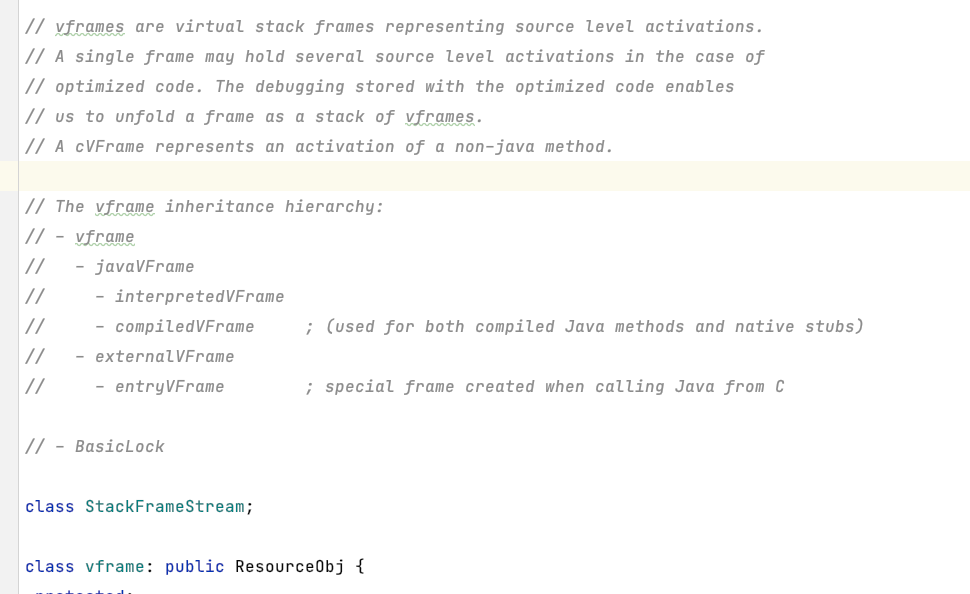 // vframes are virtual stack frames representing source level activations.
// A single frame may hold several source level activations in the case of
// optimized code. The debugging stored with the optimized code enables
// us to unfold a frame as a stack of vframes.
// A cVFrame represents an activation of a non-java method.
// The vframe inheritance hierarchy:
// - vframe
//   - javaVFrame
//     - interpretedVFrame
//     - compiledVFrame     ; (used for both compiled Java methods and native stubs)
//   - externalVFrame
//     - entryVFrame        ; special frame created when calling Java from C
// - BasicLock
class StackFrameStream;
class vframe: public ResourceObj {